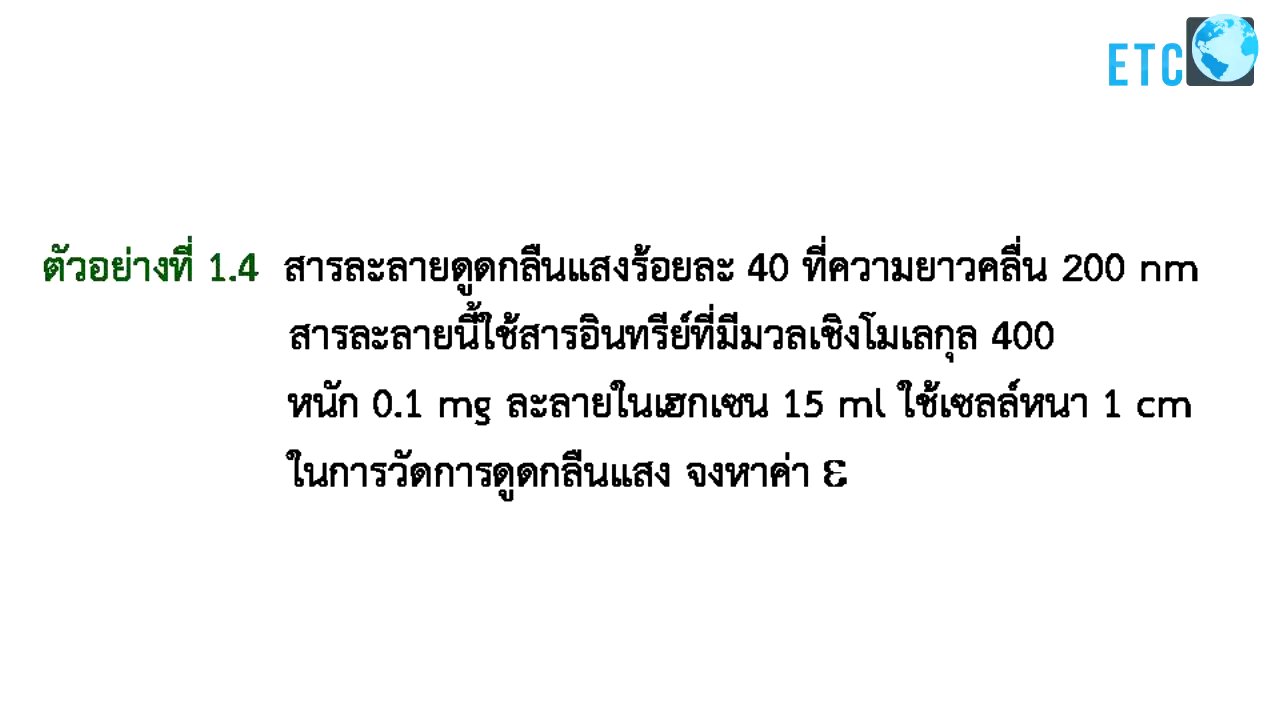 ETC
ตัวอย่างที่ 1.4 สารละลายดูดกลืนแสงร้อยละ 40 ที่ความยาวคลื่น 200 nm
สารละลายนี้ใช้สารอินทรีย์ที่มีมวลเชิงโมเลกุล 400
หนัก 0.1 mg ละลายในเฮกเซน 15 ml ใช้เซลล์หนา 1 cm
ในการวัดการดูดกลืนแสง จงหาค่า ε